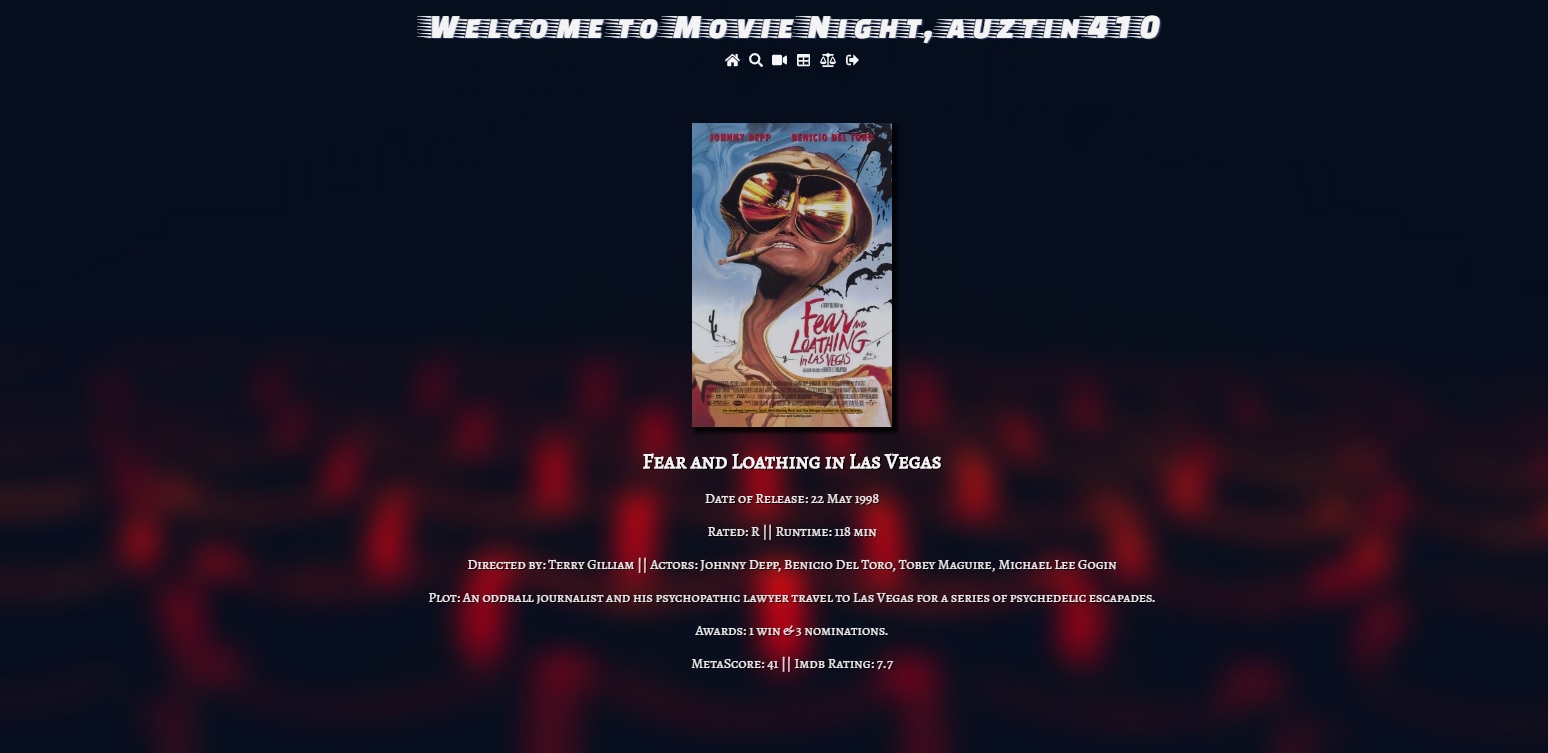 Welcome to Movie Night, auztin410
JOHNNY DEPP BENICIO DEL TORO
Fear AND
LOATHING
in LAS VEGAS
Fear and Loathing in Las Vegas
Date of Release: 22 May 1998
Rated: R || Runtime: 118 min
Directed by: Terry Gilliam || Actors: Johnny Depp, Benicio Del Toro, Tobey Maguire, Michael Lee Gogin
Plot: An oddball journalist and his psychopathic lawyer travel to Las Vegas for a series of psychedelic escapades.
Awards: 1 win & 3 nominations.
MetaScore: 41 || Imdb Rating: 7.7